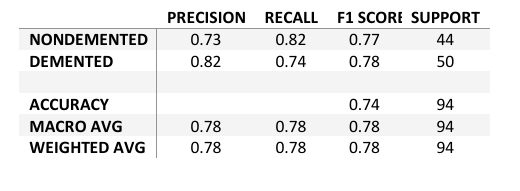 PRECISION RECALL F1 SCORE SUPPORT
NONDEMENTED 0.73 0.82 0.77 44
DEMENTED 0.82 0.74 0.78 50
ACCURACY 0.74 94
MACRO AVG 0.78 0.78 0.78 94
WEIGHTED AVG 0.78 0.78 0.78 94